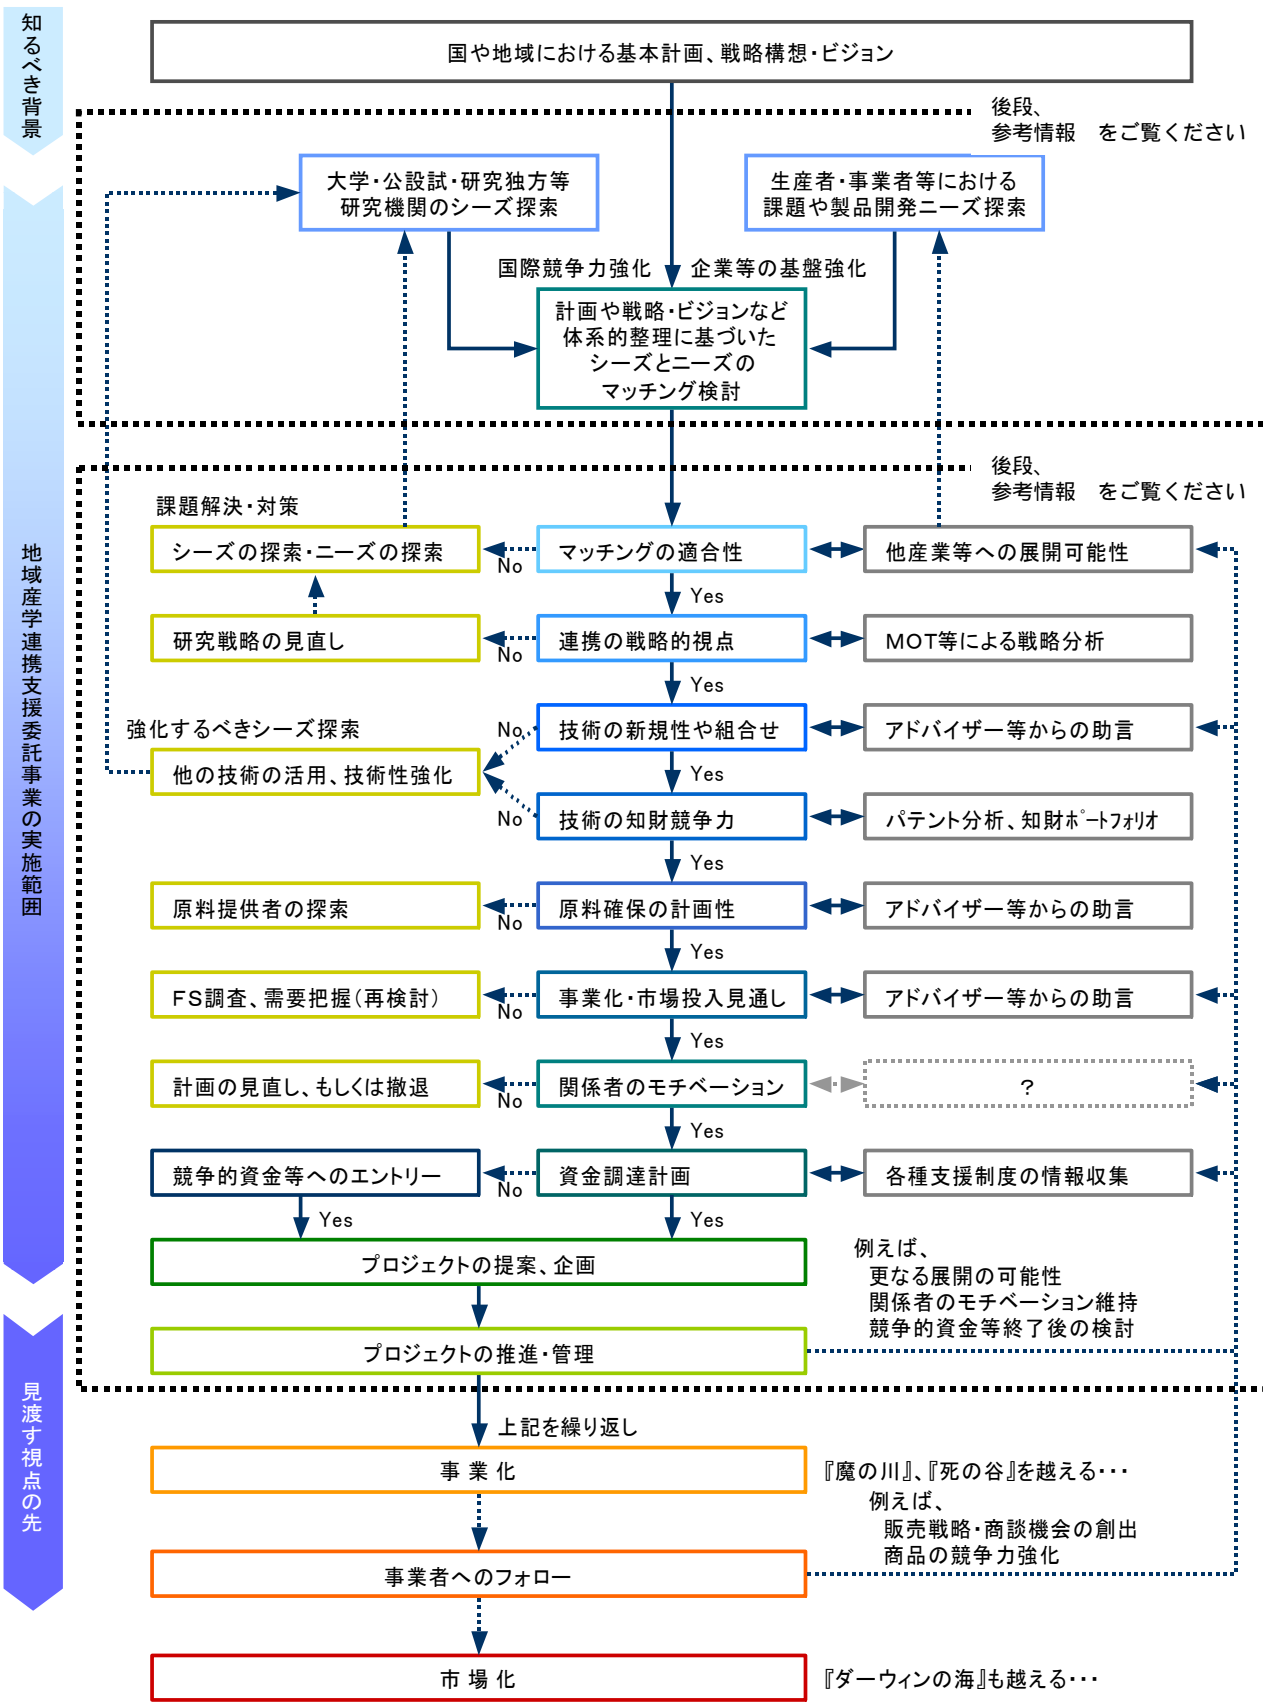 知るべき背景
国や地域における基本計画、戦略構想・ビジョン
後段、
参考情報　をご覧ください
大学・公設試・研究独方等
研究機関のシーズ探索
生産者・事業者等における
課題や製品開発ニーズ探索
国際競争力強化
企業等の基盤強化
計画や戦略・ビジョンなど
体系的整理に基づいた
シーズとニーズの
マッチング検討
地域産学連携支援委託事業の実施範囲
後段、
参考情報　をご覧ください
課題解決・対策
シーズの探索・ニーズの探索
No
マッチングの適合性
他産業等への展開可能性
Yes
研究戦略の見直し
No
連携の戦略的視点
MOT等による戦略分析
Yes
強化するべきシーズ探索
No
技術の新規性や組合せ
アドバイザー等からの助言
他の技術の活用、技術性強化
Yes
No
技術の知財競争力
パテント分析、知財ﾎﾟｰトフォリオ
Yes
原料提供者の探索
No
原料確保の計画性
アドバイザー等からの助言
Yes
FS調査、需要把握（再検討）
No
事業化・市場投入見通し
アドバイザー等からの助言
Yes
計画の見直し、もしくは撤退
No
関係者のモチベーション
?
Yes
競争的資金等へのエントリー
No
資金調達計画
各種支援制度の情報収集
Yes
Yes
プロジェクトの提案、企画
例えば、
更なる展開の可能性
関係者のモチベーション維持
競争的資金等終了後の検討
プロジェクトの推進・管理
見渡す視点の先
上記を繰り返し
事 業 化
『魔の川』、『死の谷』を越える・・・
例えば、
販売戦略・商談機会の創出
商品の競争力強化
事業者へのフォロー
市 場 化
『ダーウィンの海』も越える・・・